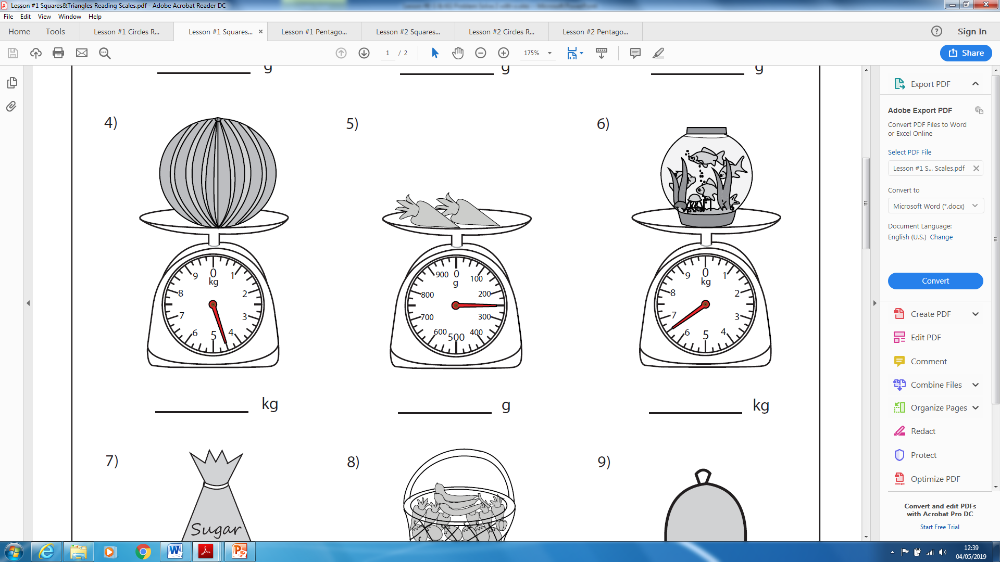 Lesson #1 Squares&Triangles Reading Scales.pdf - Adobe Acrobat Reader DC
File Edit View Window Help
Home Tools Lesson #1 Circles R... Lesson #1 Squares... Lesson #1 Pentago... Lesson #2 Squares... Lesson #2 Circles R... Lesson #2 Pentago... Sign In
1 / 2 175% Share
g g g
4) 5) 6)
0 1 2 3 4 5 6 7 8 9 kg
0 100 200 300 400 500 600 700 800 900 g
0 1 2 3 4 5 6 7 8 9 kg
kg g kg
7) 8) 9)
Sugar
Export PDF
Adobe Export PDF
Convert PDF Files to Word
or Excel Online
Select PDF File
Lesson #1 S... Scales.pdf
Convert to
Microsoft Word (*.docx)
Document Language:
English (U.S.) Change
Convert
Create PDF
Edit PDF
Comment
Combine Files
Organize Pages
Redact
Protect
Optimize PDF
Convert and edit PDFs
with Acrobat Pro DC
Start Free Trial
12:39
04/05/2019